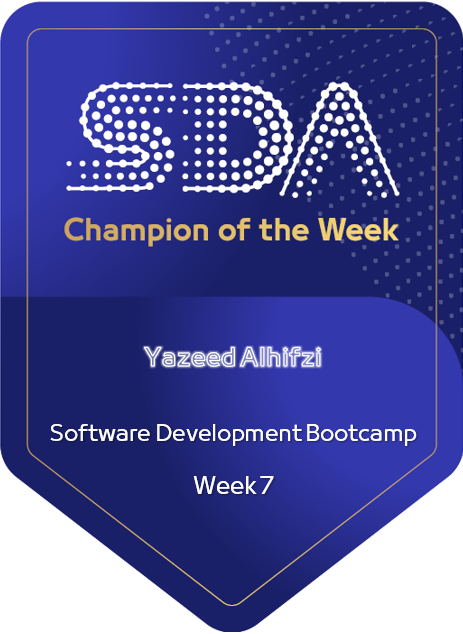 SDA
Champion of the Week
Yazeed Alhifzi
Software Development Bootcamp
Week 7